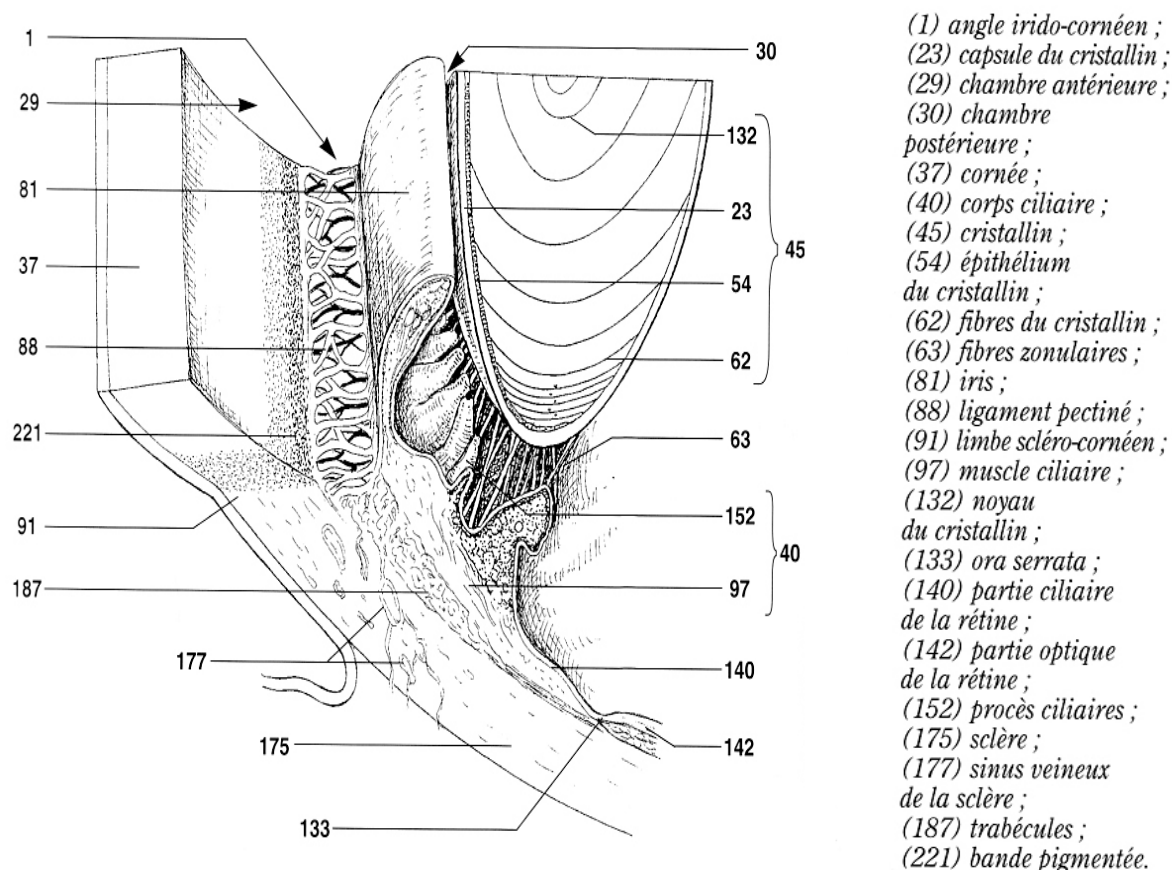 1
29
81
37
88
221
91
187
177
175
133
30
132
23
45
54
62
63
152
40
97
140
142
(1) angle irido-cornéen ;
(23) capsule du cristallin ;
(29) chambre antérieure ;
(30) chambre
postérieure ;
(37) cornée ;
(40) corps ciliaire ;
(45) cristallin ;
(54) épithélium
du cristallin ;
(62) fibres du cristallin ;
(63) fibres zonulaires ;
(81) iris ;
(88) ligament pectiné ;
(91) limbe scléro-cornéen ;
(97) muscle ciliaire ;
(132) noyau
du cristallin ;
(133) ora serrata ;
(140) partie ciliaire
de la rétine ;
(142) partie optique
de la rétine ;
(152) procès ciliaires ;
(175) sclère ;
(177) sinus veineux
de la sclère ;
(187) trabécules ;
(221) bande pigmentée.